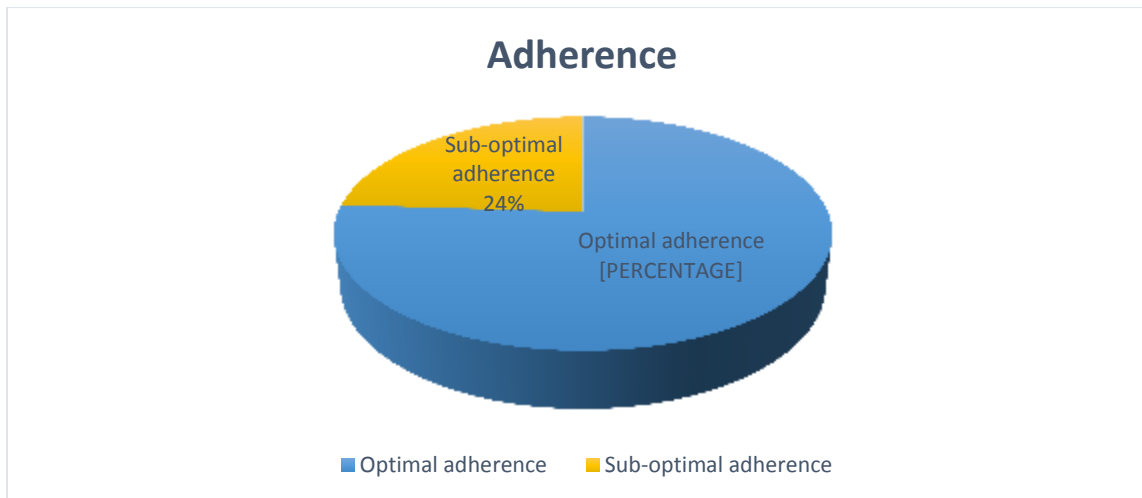 Adherence
Sub-optimal
adherence
24%
Optimal adherence
[PERCENTAGE]
Optimal adherence
Sub-optimal adherence